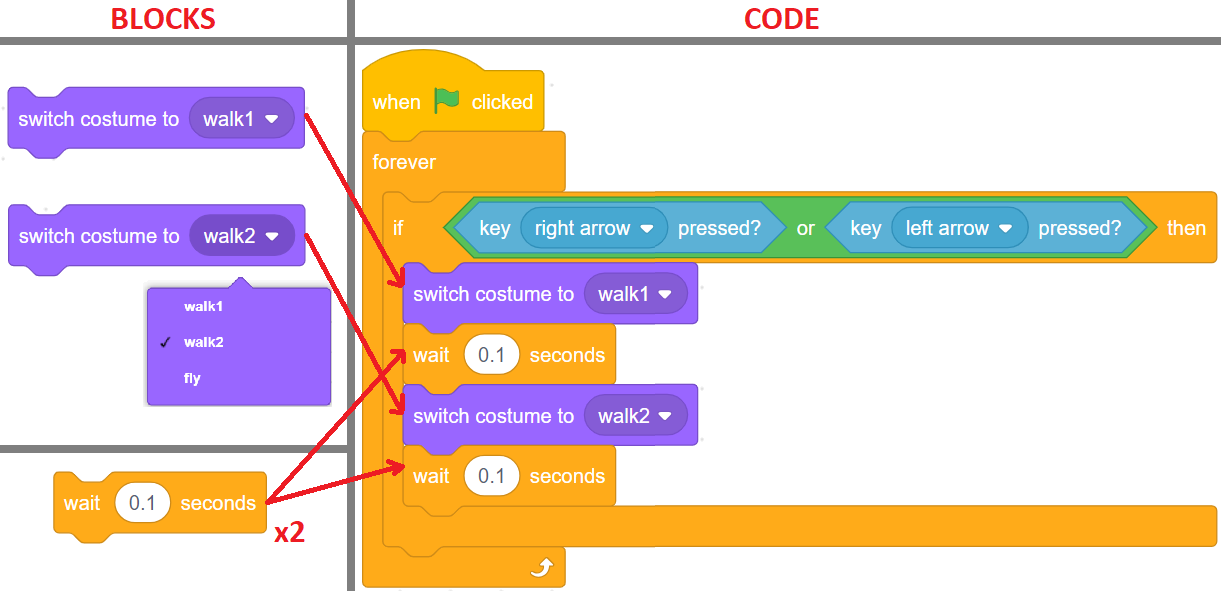 BLOCKS
CODE
switch costume to walk1
switch costume to walk2
walk1
walk2
fly
wait 0.1 seconds
x2
when clicked
forever
if key right arrow pressed? or key left arrow pressed? then
switch costume to walk1
wait 0.1 seconds
switch costume to walk2
wait 0.1 seconds